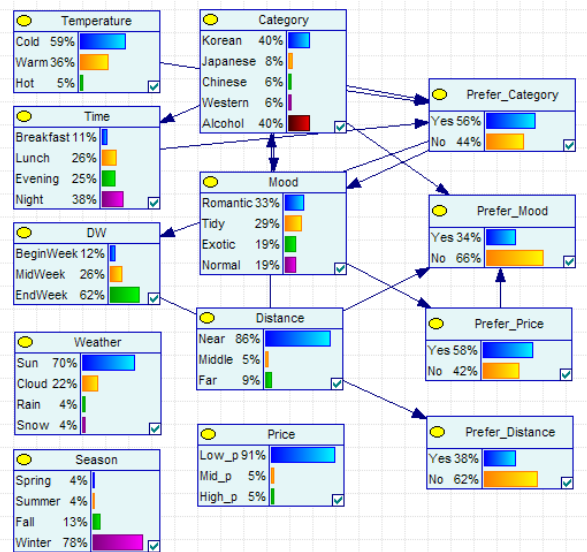 Temperature
Cold 59%
Warm 36%
Hot 5%
Time
Breakfast 11%
Lunch 26%
Evening 25%
Night 38%
DW
BeginWeek 12%
MidWeek 26%
EndWeek 62%
Weather
Sun 70%
Cloud 22%
Rain 4%
Snow 4%
Season
Spring 4%
Summer 4%
Fall 13%
Winter 78%
Category
Korean 40%
Japanese 8%
Chinese 6%
Western 6%
Alcohol 40%
Mood
Romantic 33%
Tidy 29%
Exotic 19%
Normal 19%
Distance
Near 86%
Middle 5%
Far 9%
Price
Low_p 91%
Mid_p 5%
High_p 5%
Prefer_Category
Yes 56%
No 44%
Prefer_Mood
Yes 34%
No 66%
Prefer_Price
Yes 58%
No 42%
Prefer_Distance
Yes 38%
No 62%